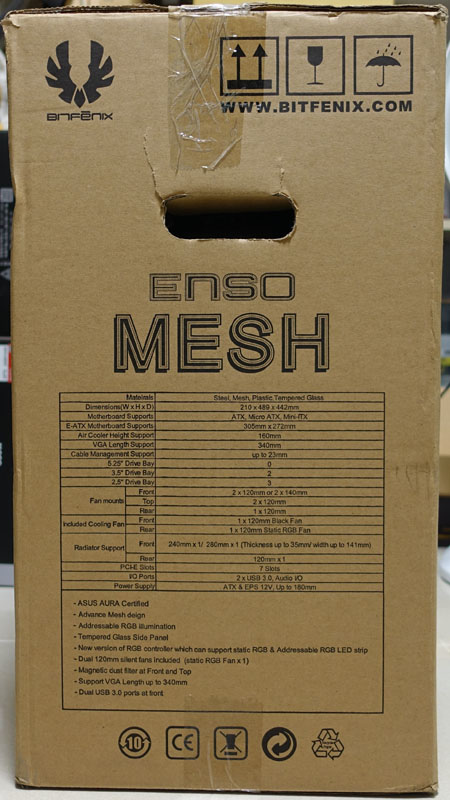 BitFenix
WWW.BITFENIX.COM
ENSO
MESH
Mateirals Steel, Mesh, Plastic,Tempered Glass
Dimensions(W x H x D) 210 x 489 x 442mm
Motherboard Supports ATX, Micro ATX, Mini-ITX
E-ATX Motherboard Supports 305mm x 272mm
Air Cooler Height Support 160mm
VGA Length Support 340mm
Cable Management Support up to 23mm
5.25" Drive Bay 0
3.5" Drive Bay 2
2.5" Drive Bay 3
Fan mounts Front 2 x 120mm or 2 x 140mm
Top 2 x 120mm
Rear 1 x 120mm
Included Cooling Fan Front 1 x 120mm Black Fan
Rear 1 x 120mm Static RGB Fan
Radiator Support Front 240mm x 1/ 280mm x 1 (Thickness up to 35mm/ width up to 141mm)
Rear 120mm x 1
PCI-E Slots 7 Slots
I/O Ports 2 x USB 3.0, Audio I/O
Power Supply ATX & EPS 12V, Up to 180mm
- ASUS AURA Certified
- Advance Mesh deign
- Addressable RGB illumination
- Tempered Glass Side Panel
- New version of RGB controller which can support static RGB & Addressable RGB LED strip
- Dual 120mm silent fans included (static RGB Fan x 1)
- Magnetic dust filter at Front and Top
- Support VGA Length up to 340mm
- Dual USB 3.0 ports at front
10 CE